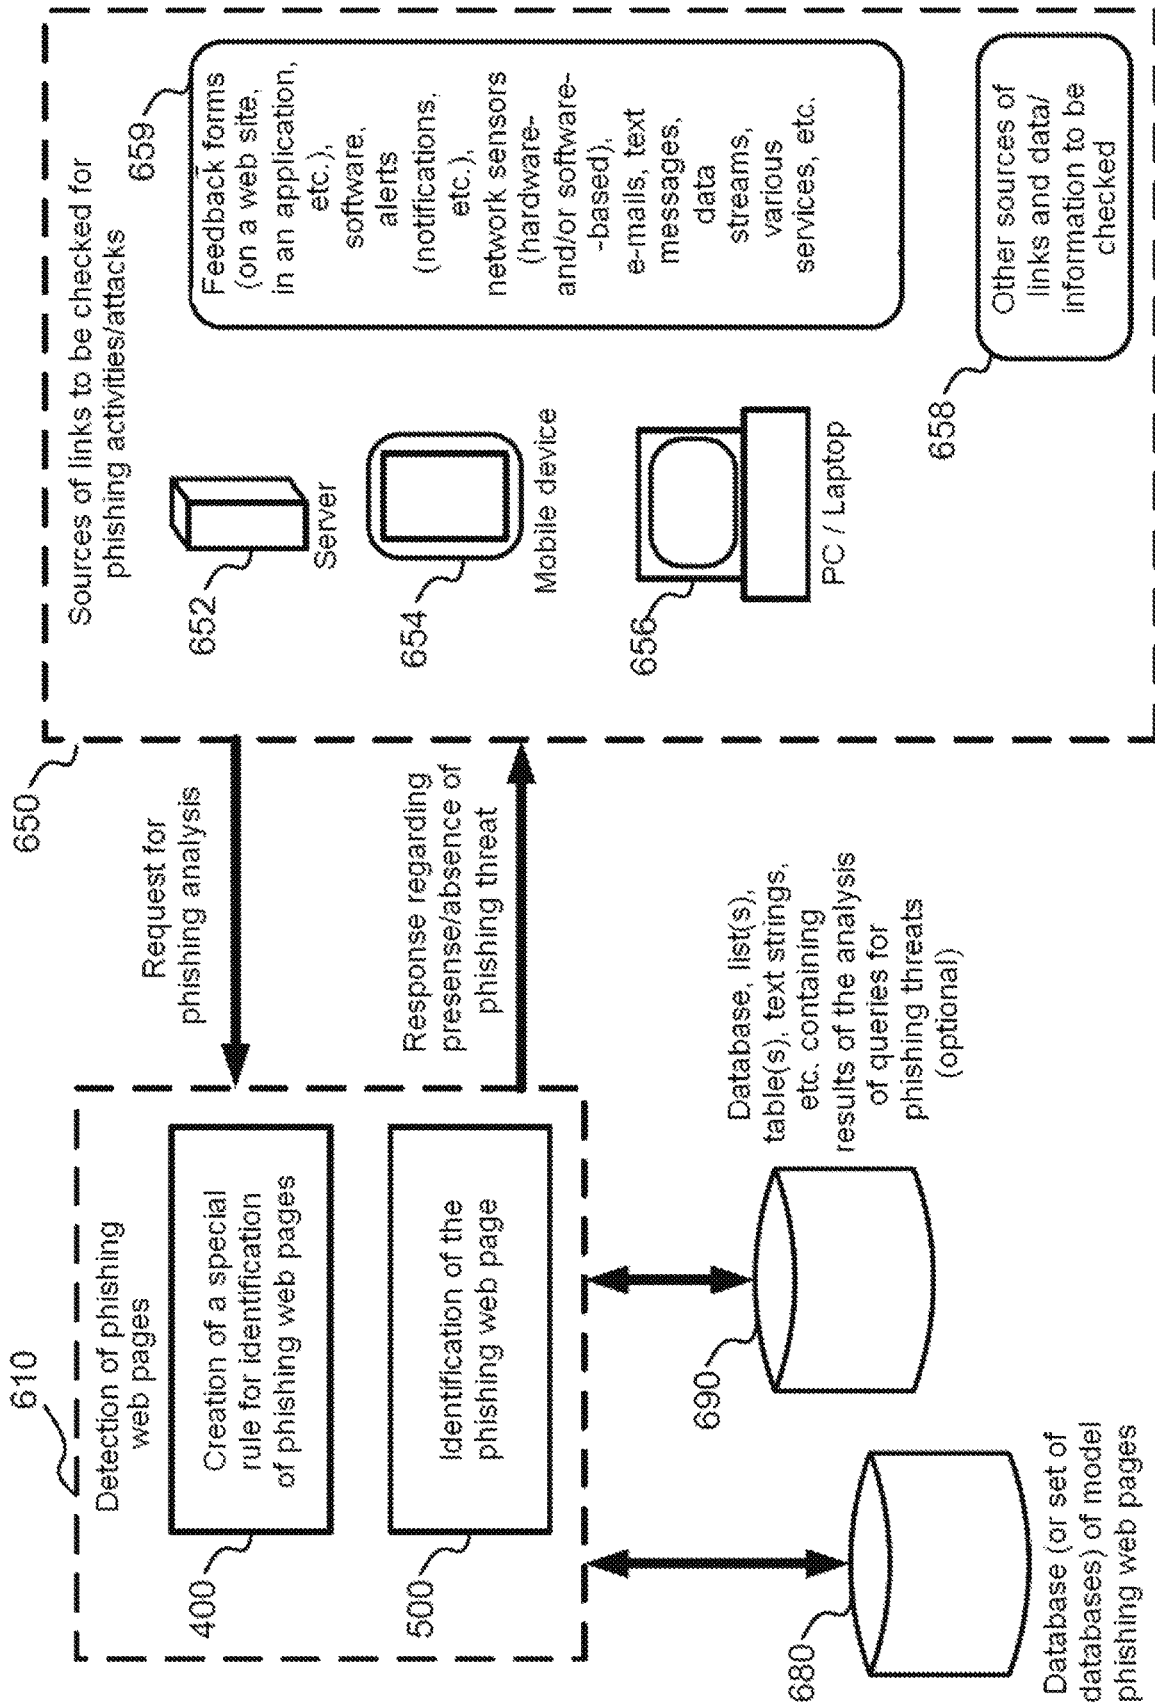 610
Detection of phishing
web pages
Creation of a special
rule for identification
of phishing web pages
400
Identification of the
phishing web page
500
Request for
phishing analysis
Response regarding
presense/absence of
phishing threat
650
Sources of links to be checked for
phishing activities/attacks
652
Server
654
Mobile device
656
PC / Laptop
659
Feedback forms
(on a web site,
in an application,
etc.),
software,
alerts
(notifications,
etc.),
network sensors
(hardware-
and/or software-
-based),
e-mails, text
messages,
data
streams,
various
services, etc.
658
Other sources of
links and data/
information to be
checked
680
Database (or set of
databases) of model
phishing web pages
690
Database, list(s),
table(s), text strings,
etc. containing
results of the analysis
of queries for
phishing threats
(optional)